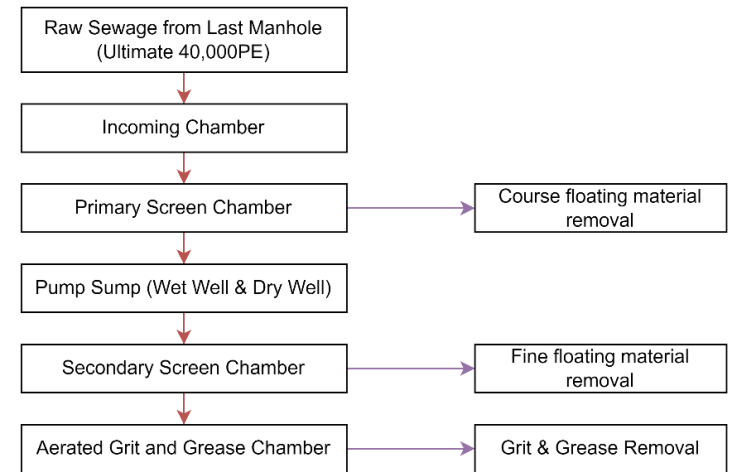 Raw Sewage from Last Manhole
(Ultimate 40,000PE)
Incoming Chamber
Primary Screen Chamber
Course floating material
removal
Pump Sump (Wet Well & Dry Well)
Secondary Screen Chamber
Fine floating material
removal
Aerated Grit and Grease Chamber
Grit & Grease Removal